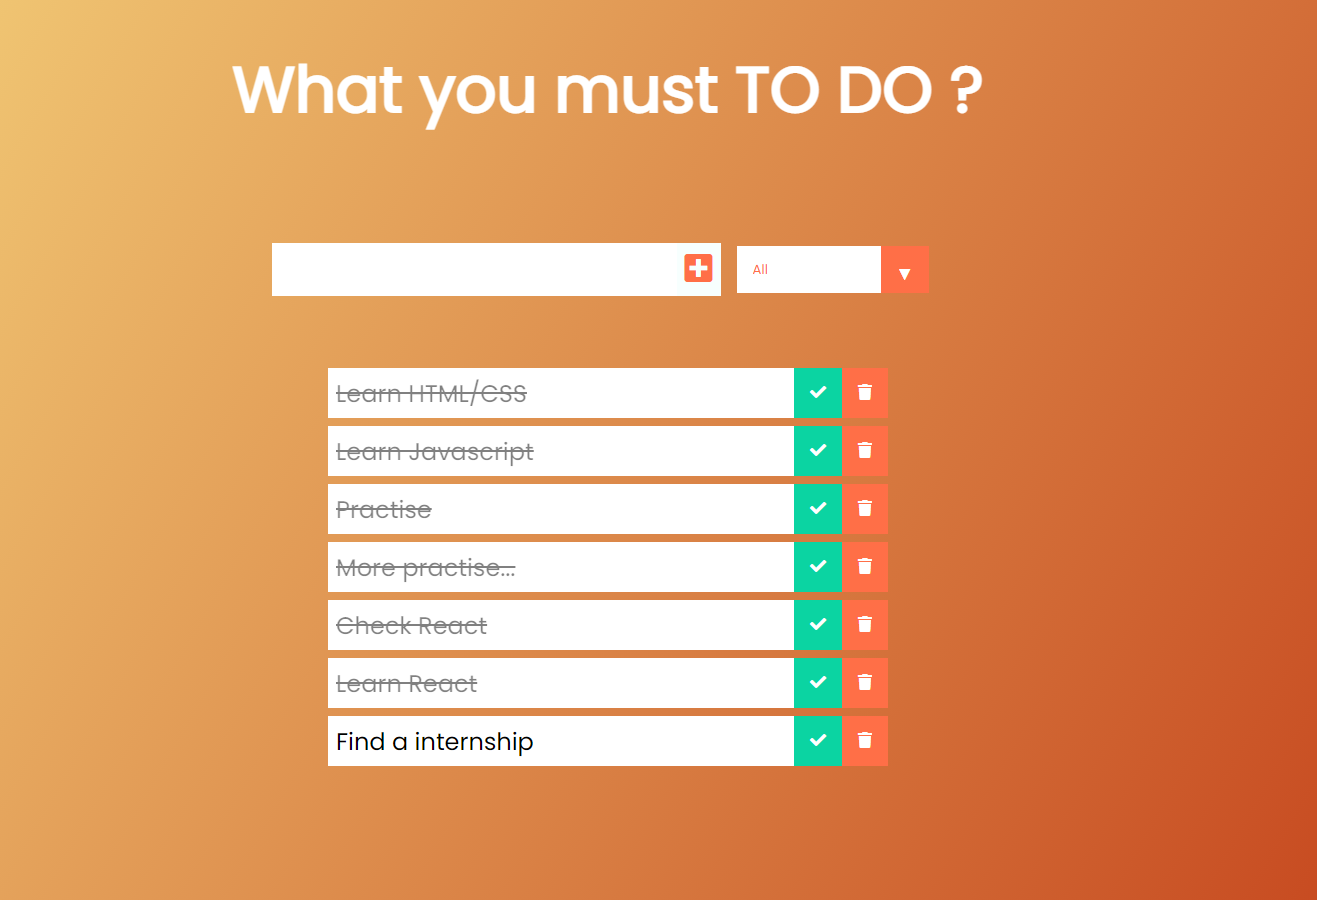 What you must TO DO ?
All
Learn HTML/CSS
Learn Javascript
Practise
More practise...
Check React
Learn React
Find a internship